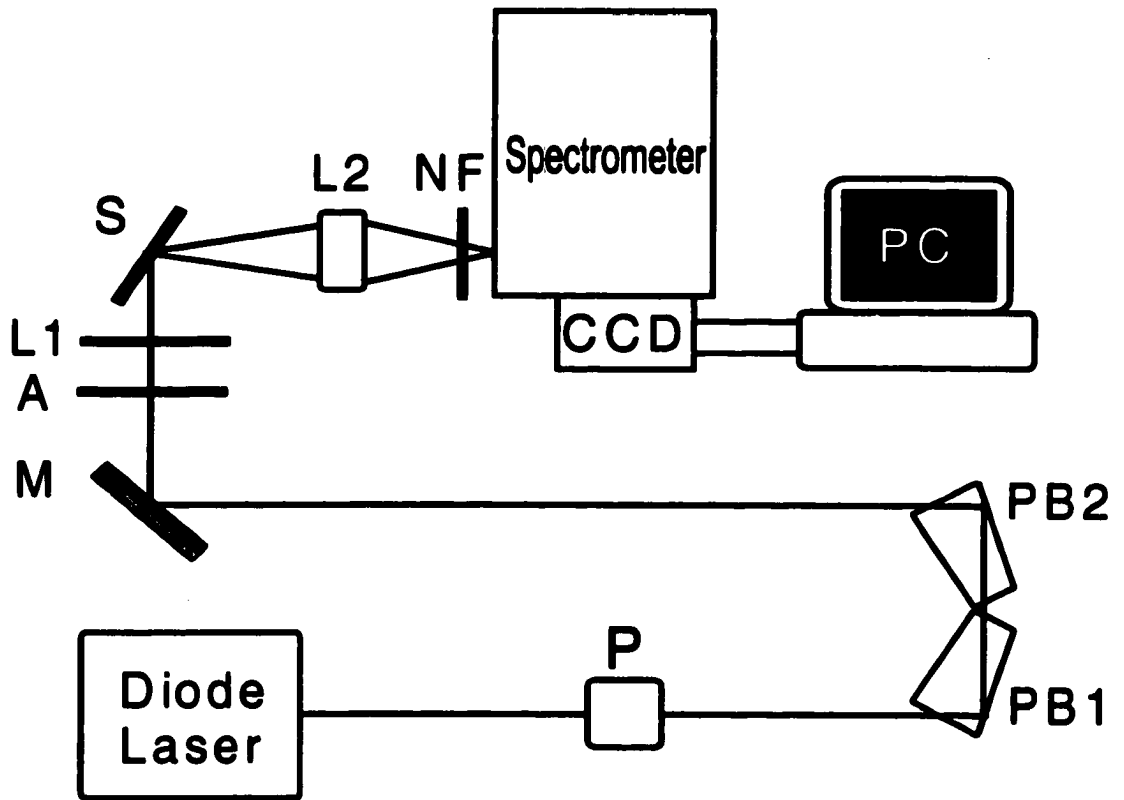 Spectrometer
L2
NF
S
PC
L1
CCD
A
M
PB2
P
Diode
Laser
PB1